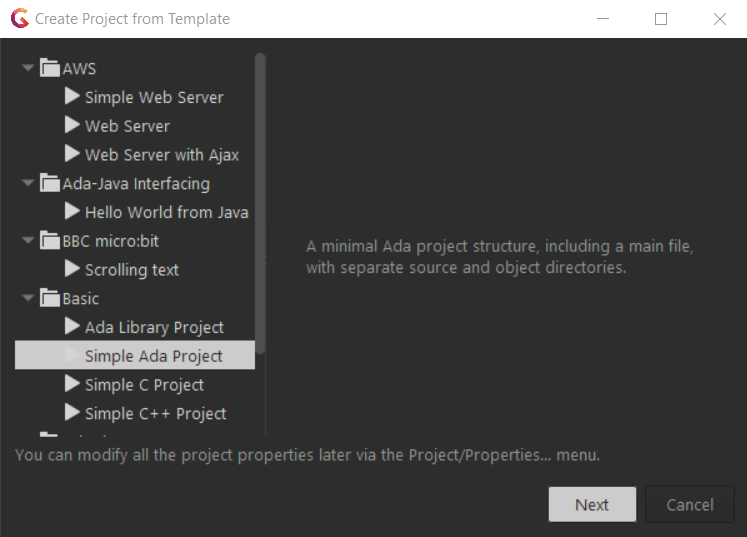 Create Project from Template
AWS
Simple Web Server
Web Server
Web Server with Ajax
Ada-Java Interfacing
Hello World from Java
BBC micro:bit
Scrolling text
Basic
Ada Library Project
Simple Ada Project
Simple C Project
Simple C++ Project
A minimal Ada project structure, including a main file,
with separate source and object directories.
You can modify all the project properties later via the Project/Properties... menu.
Next
Cancel